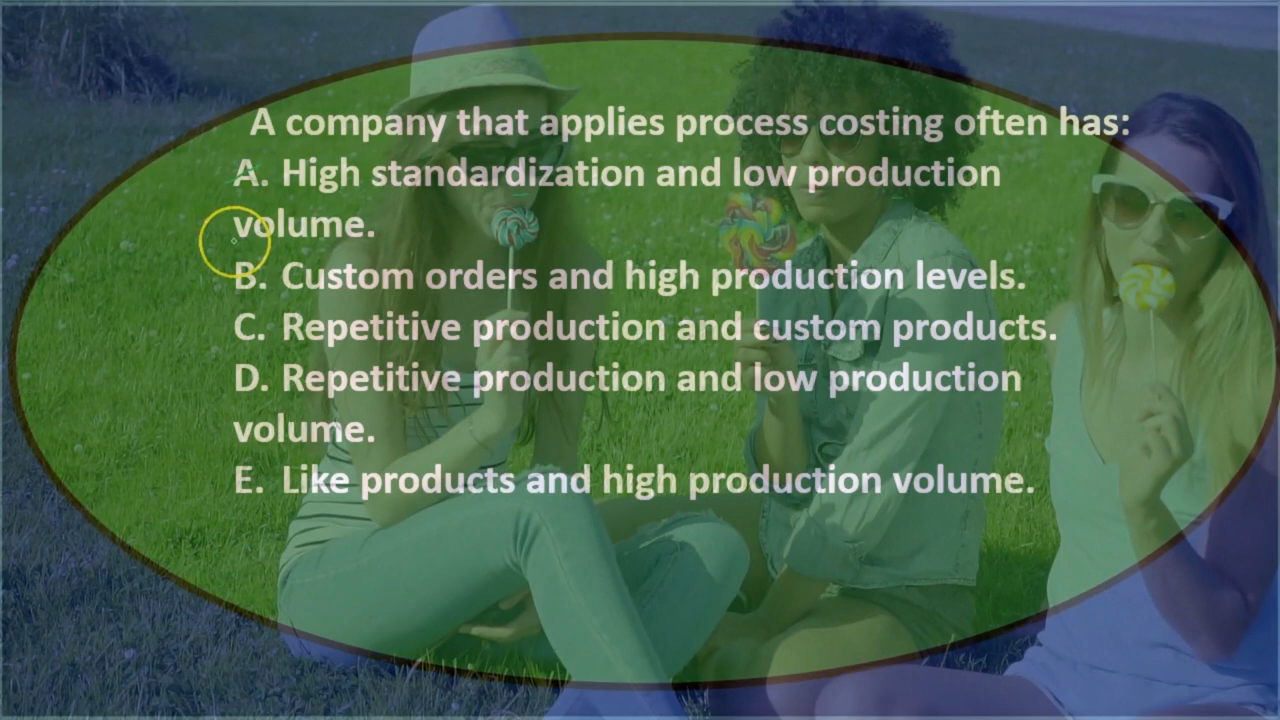 A company that applies process costing often has:
A. High standardization and low production
volume.
B. Custom orders and high production levels.
C. Repetitive production and custom products.
D. Repetitive production and low production
volume.
E. Like products and high production volume.